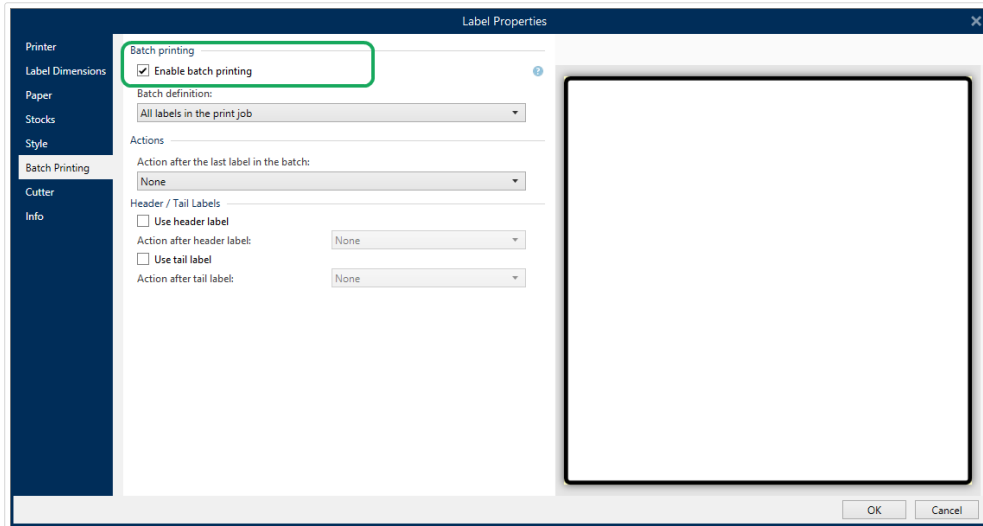 Label Properties
Printer
Label Dimensions
Paper
Stocks
Style
Batch Printing
Cutter
Info
Batch printing
Enable batch printing
Batch definition:
All labels in the print job
Actions
Action after the last label in the batch:
None
Header / Tail Labels
Use header label
Action after header label: None
Use tail label
Action after tail label: None
OK Cancel